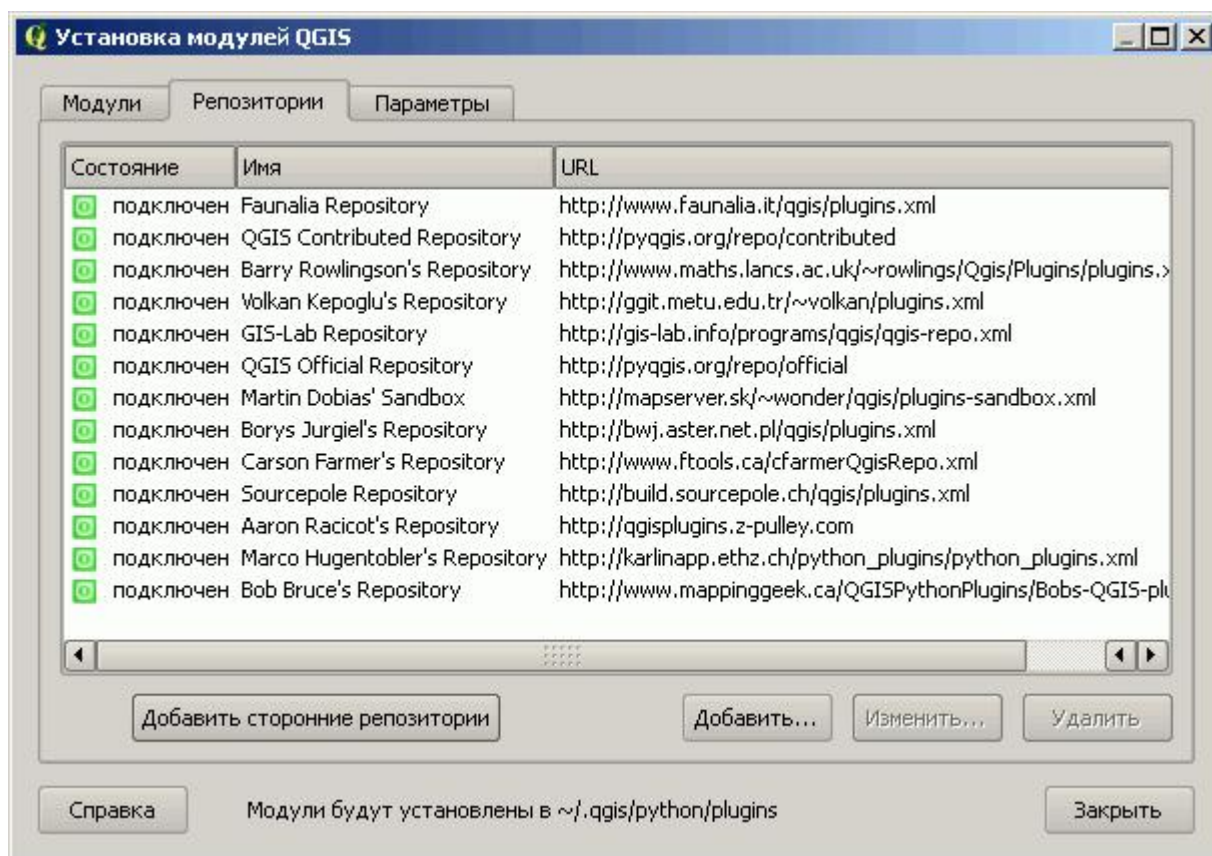 Установка модулей QGIS
Модули Репозитории Параметры
Состояние Имя URL
подключен Faunalia Repository http://www.faunalia.it/qgis/plugins.xml
подключен QGIS Contributed Repository http://pyqgis.org/repo/contributed
подключен Barry Rowlingson's Repository http://www.maths.lancs.ac.uk/~rowlings/Qgis/Plugins/plugins.x
подключен Volkan Kepoglu's Repository http://ggit.metu.edu.tr/~volkan/plugins.xml
подключен GIS-Lab Repository http://gis-lab.info/programs/qgis/qgis-repo.xml
подключен QGIS Official Repository http://pyqgis.org/repo/official
подключен Martin Dobias' Sandbox http://mapserver.sk/~wonder/qgis/plugins-sandbox.xml
подключен Borys Jurgiel's Repository http://bwj.aster.net.pl/qgis/plugins.xml
подключен Carson Farmer's Repository http://www.ftools.ca/cfarmerQgisRepo.xml
подключен Sourcepole Repository http://build.sourcepole.ch/qgis/plugins.xml
подключен Aaron Racicot's Repository http://qgisplugins.z-pulley.com
подключен Marco Hugentobler's Repository http://karlinapp.ethz.ch/python_plugins/python_plugins.xml
подключен Bob Bruce's Repository http://www.mappinggeek.ca/QGISPythonPlugins/Bobs-QGIS-plu
Добавить сторонние репозитории Добавить... Изменить... Удалить
Справка Модули будут установлены в ~/.qgis/python/plugins Закрыть